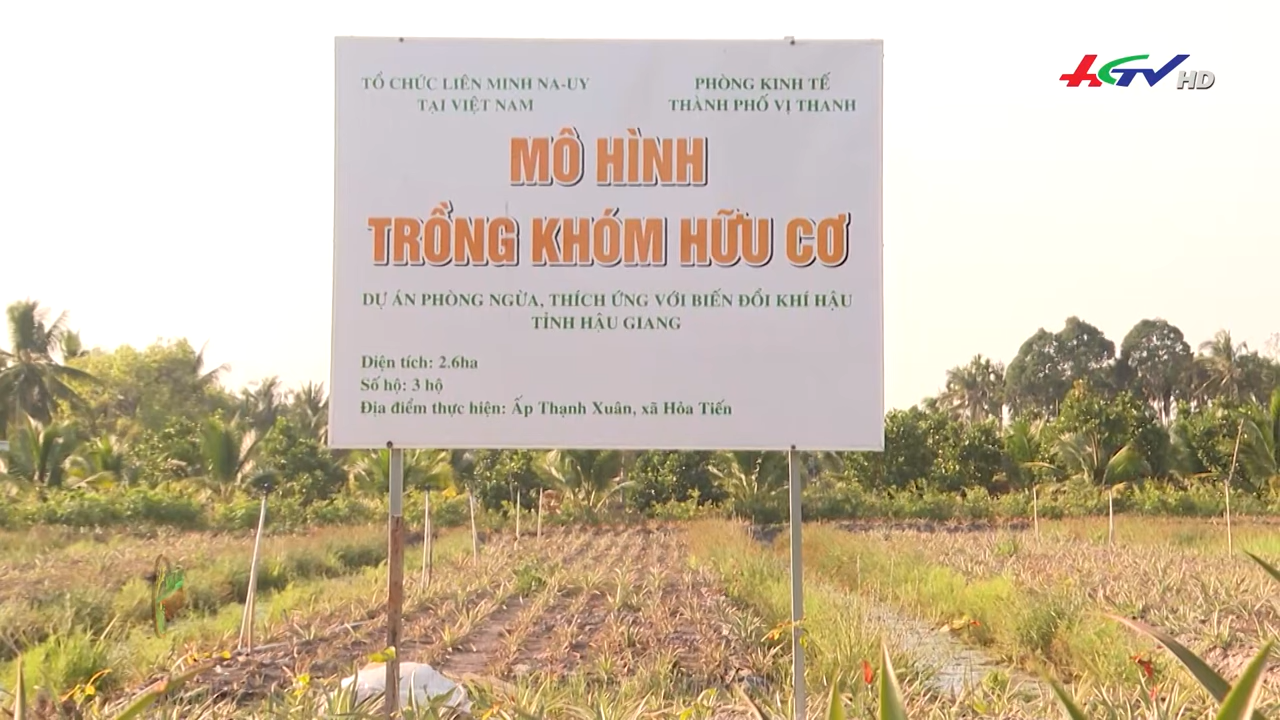 TỔ CHỨC LIÊN MINH NA-UY
TẠI VIỆT NAM
PHÒNG KINH TẾ
THÀNH PHỐ VỊ THANH
MÔ HÌNH
TRỒNG KHÓM HỮU CƠ
DỰ ÁN PHÒNG NGỪA, THÍCH ỨNG VỚI BIẾN ĐỔI KHÍ HẬU
TỈNH HẬU GIANG
Diện tích: 2.6ha
Số hộ: 3 hộ
Địa điểm thực hiện: Ấp Thạnh Xuân, xã Hỏa Tiến
HGTV HD